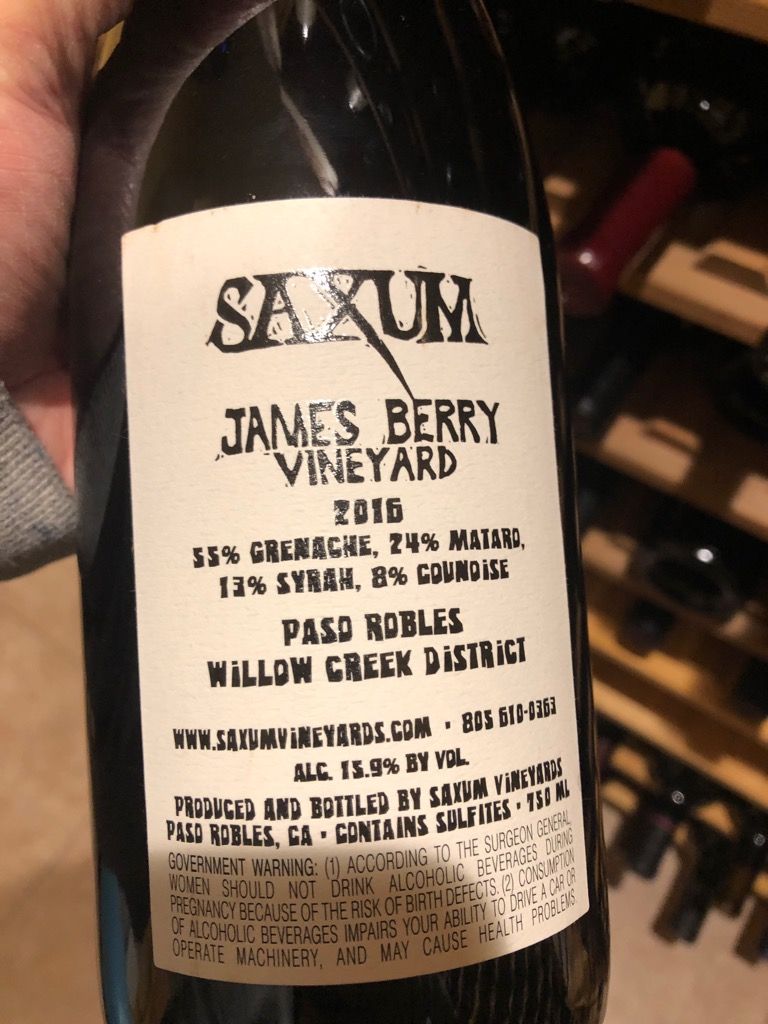 SAXUM
JAMES BERRY
VINEYARD
2016
55% GRENACHE, 24% MATARO,
13% SYRAH, 8% COUNOISE
PASO ROBLES
WILLOW CREEK DISTRICT
WWW.SAXUMVINEYARDS.COM • 805 610-0363
ALC. 15.9% BY VOL.
PRODUCED AND BOTTLED BY SAXUM VINEYARDS
PASO ROBLES, CA • CONTAINS SULFITES • 750 ML
GOVERNMENT WARNING: (1) ACCORDING TO THE SURGEON GENERAL,
WOMEN SHOULD NOT DRINK ALCOHOLIC BEVERAGES DURING
PREGNANCY BECAUSE OF THE RISK OF BIRTH DEFECTS. (2) CONSUMPTION
OF ALCOHOLIC BEVERAGES IMPAIRS YOUR ABILITY TO DRIVE A CAR OR
OPERATE MACHINERY, AND MAY CAUSE HEALTH PROBLEMS.